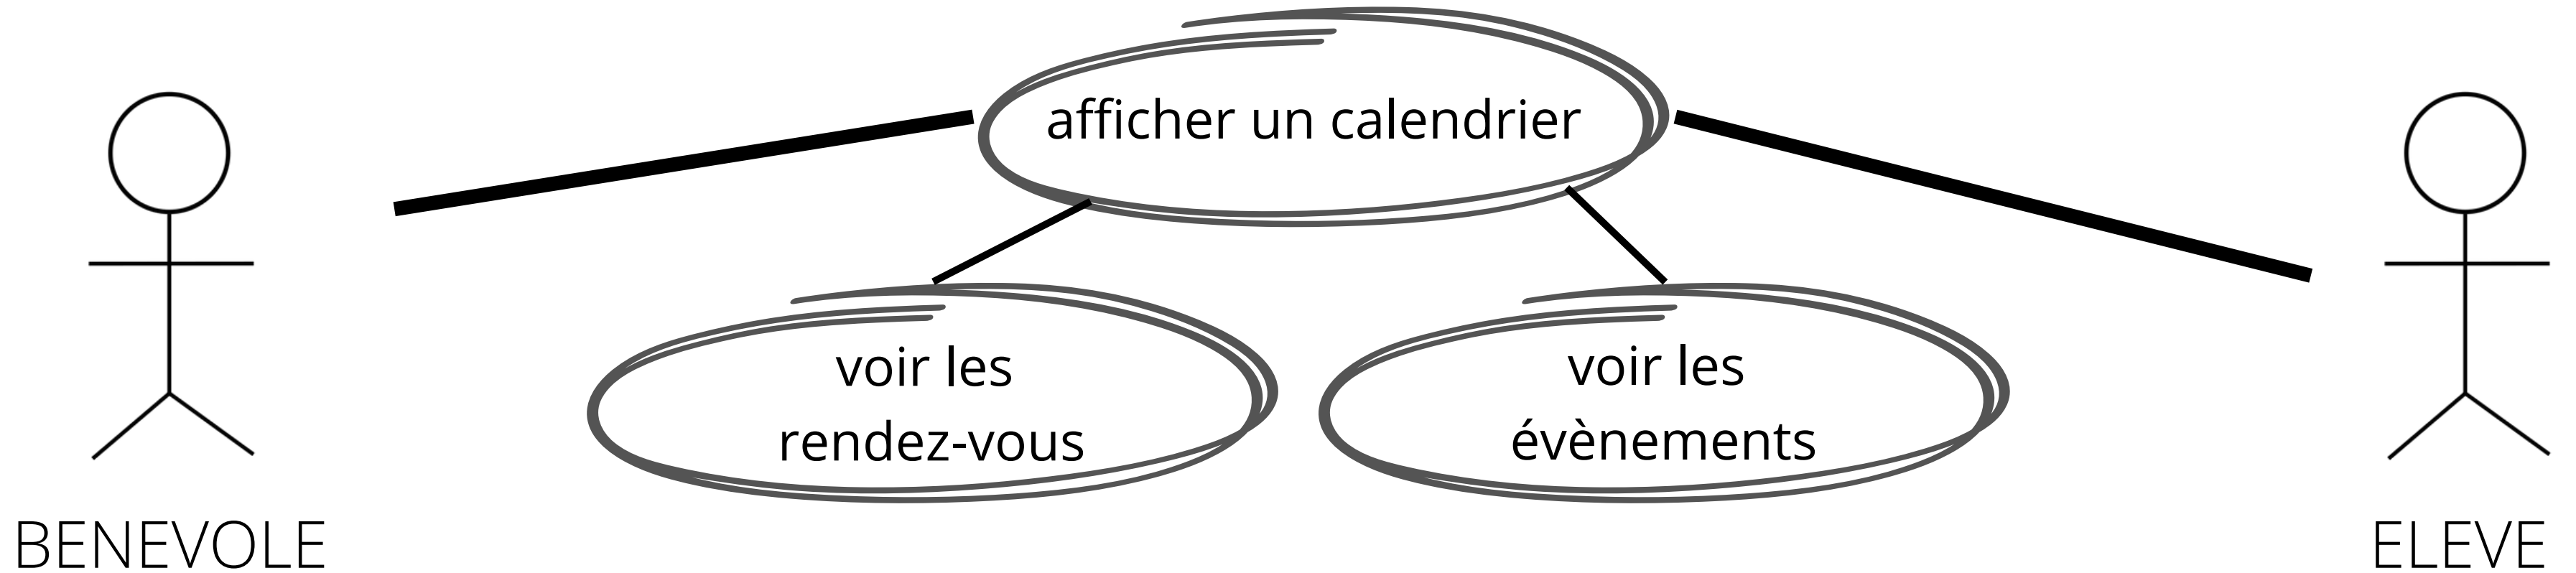 afficher un calendrier
voir les
rendez-vous
voir les
évènements
BENEVOLE
ELEVE